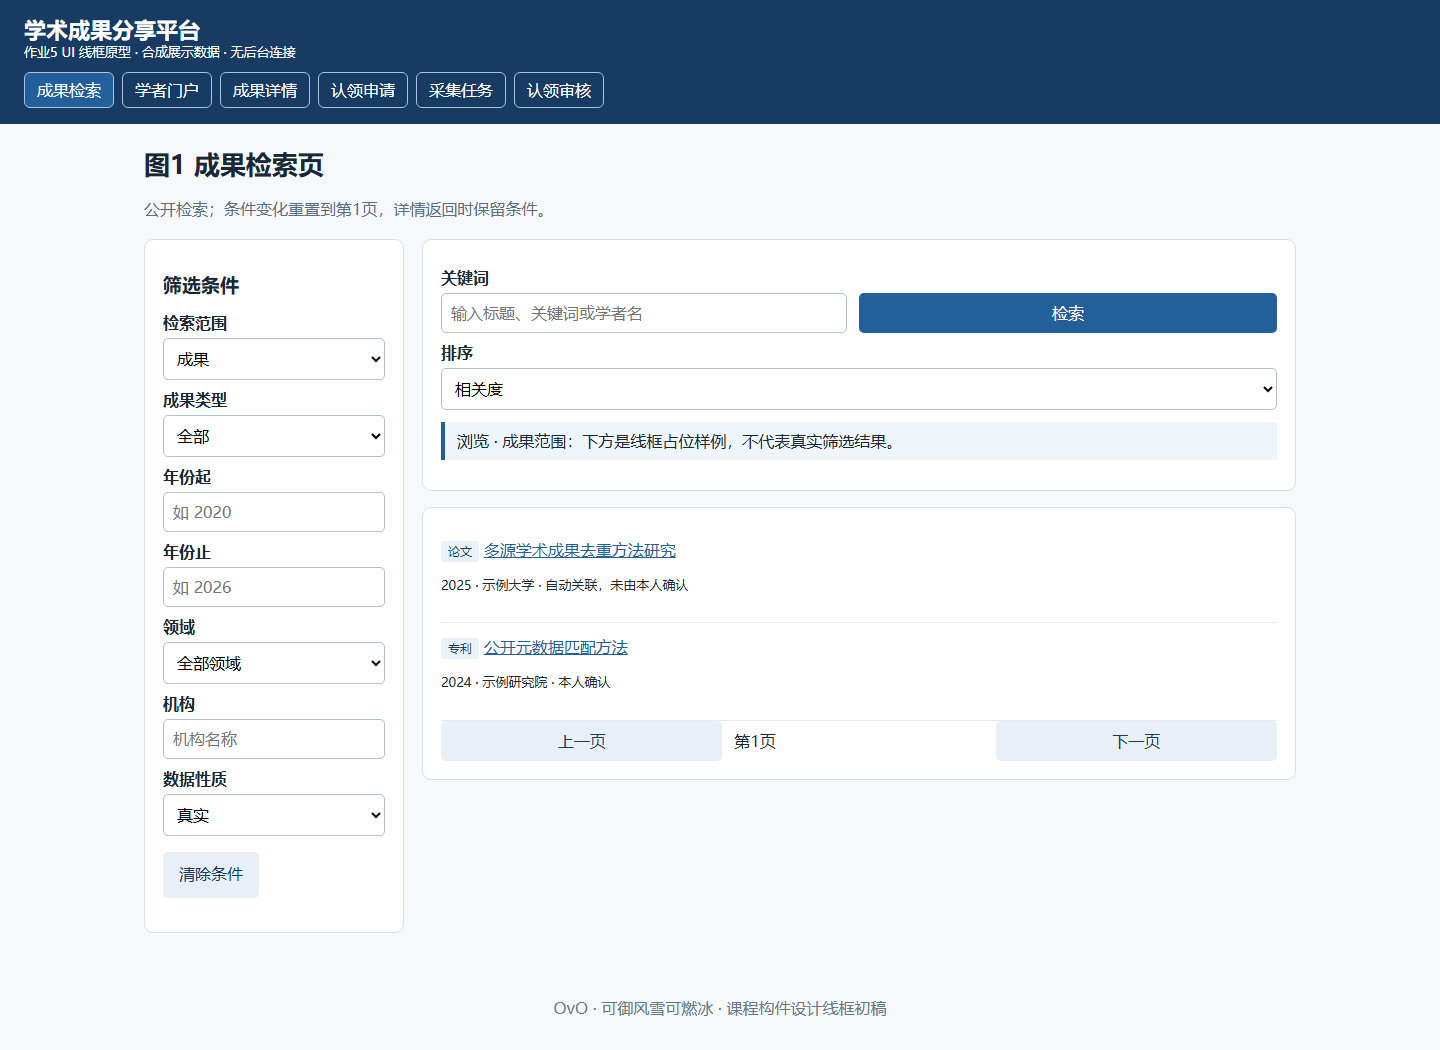 学术成果分享平台
作业5 UI 线框原型 · 合成展示数据 · 无后台连接
成果检索 学者门户 成果详情 认领申请 采集任务 认领审核
图1 成果检索页
公开检索；条件变化重置到第1页，详情返回时保留条件。
筛选条件
检索范围
成果
成果类型
全部
年份起
如 2020
年份止
如 2026
领域
全部领域
机构
机构名称
数据性质
真实
清除条件
关键词
输入标题、关键词或学者名 检索
排序
相关度
浏览 · 成果范围：下方是线框占位样例，不代表真实筛选结果。
论文 多源学术成果去重方法研究
2025 · 示例大学 · 自动关联，未由本人确认
专利 公开元数据匹配方法
2024 · 示例研究院 · 本人确认
上一页 第1页 下一页
OvO · 可御风雪可燃冰 · 课程构件设计线框初稿